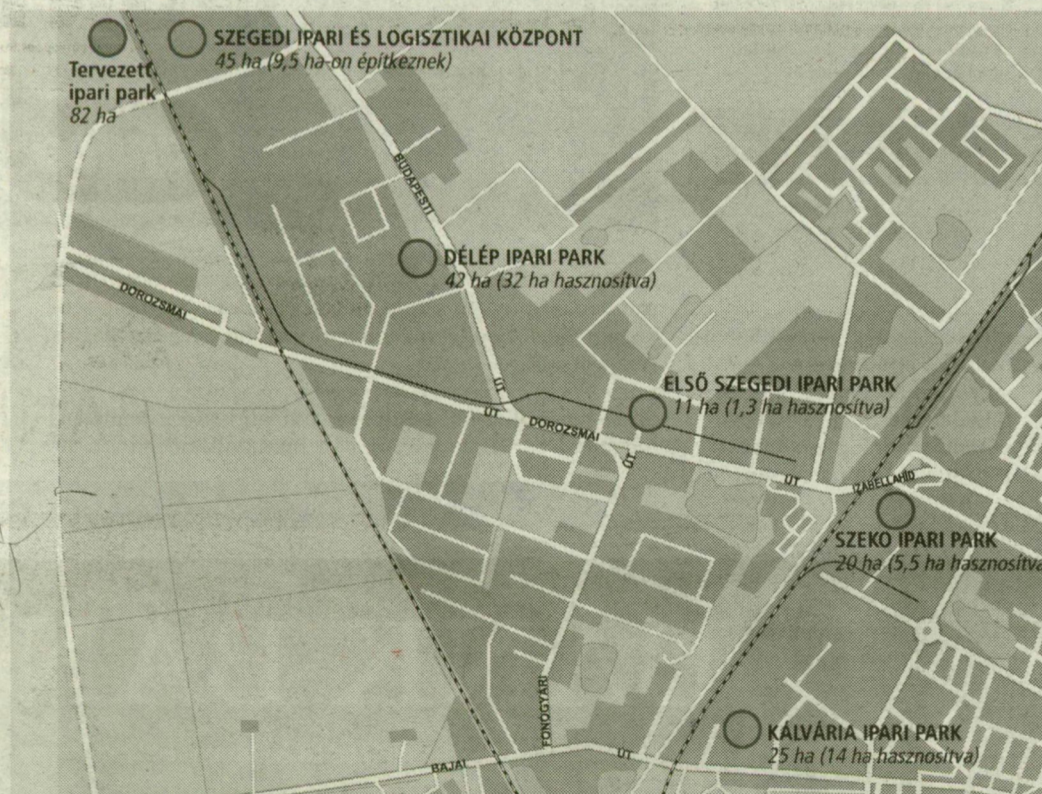 SZEGEDI IPARI ÉS LOGISZTIKAI KÖZPONT
45 ha (9,5 ha-on építkeznek)
Tervezett
ipari park
82 ha
BUDAPESTI
DÉLÉP IPARI PARK
42 ha (32 ha hasznosítva)
DOROZSMAI
ÚT
ELSŐ SZEGEDI IPARI PARK
11 ha (1,3 ha hasznosítva)
ÚT
DOROZSMAI
ÚT
ÚT
IZABELLAHÍD
SZEKO IPARI PARK
20 ha (5,5 ha hasznosítva
FONÓGYÁRI
KÁLVÁRIA IPARI PARK
25 ha (14 ha hasznosítva)
BAJAI
ÚT